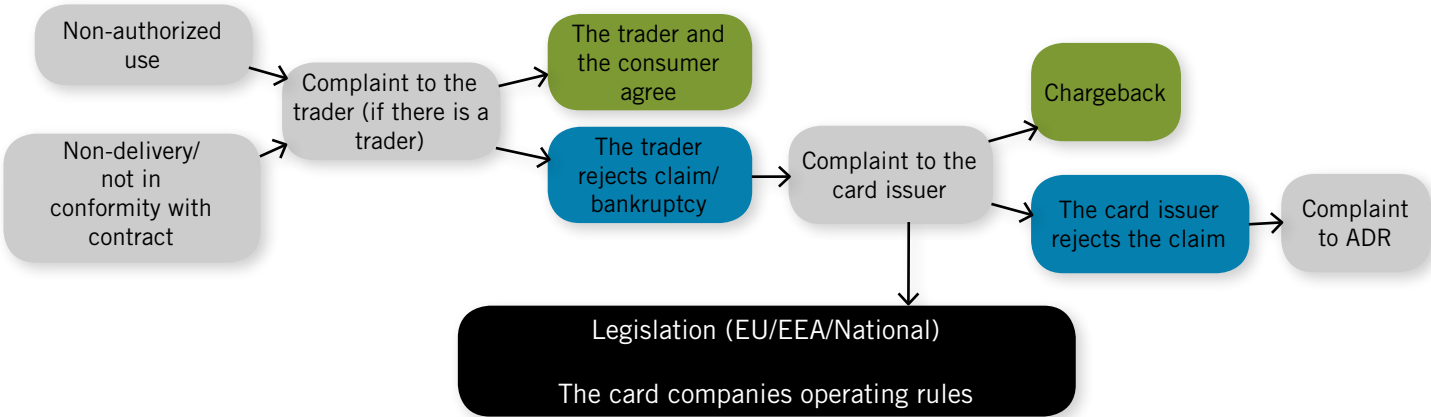 Non-authorized
use
Non-delivery/
not in
conformity with
contract
Complaint to the
trader (if there is a
trader)
The trader and
the consumer
agree
The trader
rejects claim/
bankruptcy
Complaint to the
card issuer
Chargeback
The card issuer
rejects the claim
Complaint
to ADR
Legislation (EU/EEA/National)
The card companies operating rules